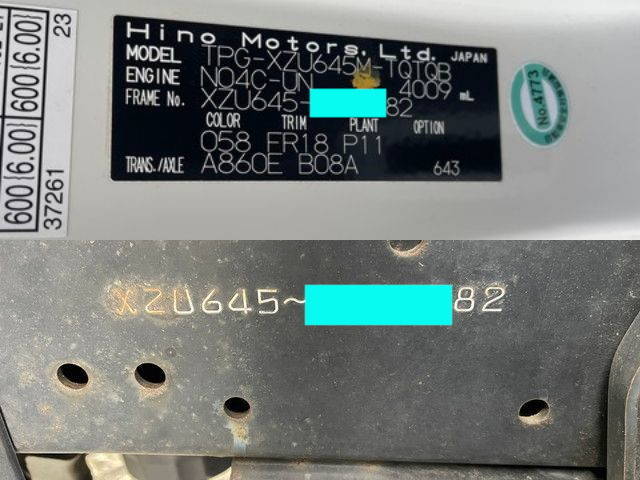 600{6.00} 600{6.00} 23
37261
Hino Motors, Ltd. JAPAN
MODEL TPG-XZU645M-TQTQB
ENGINE N04C-UN 4009 mL
FRAME No. XZU645- 82
COLOR TRIM PLANT OPTION
058 FR18 P11
TRANS./AXLE A860E B08A 643
No.4773
XZU645~ 82